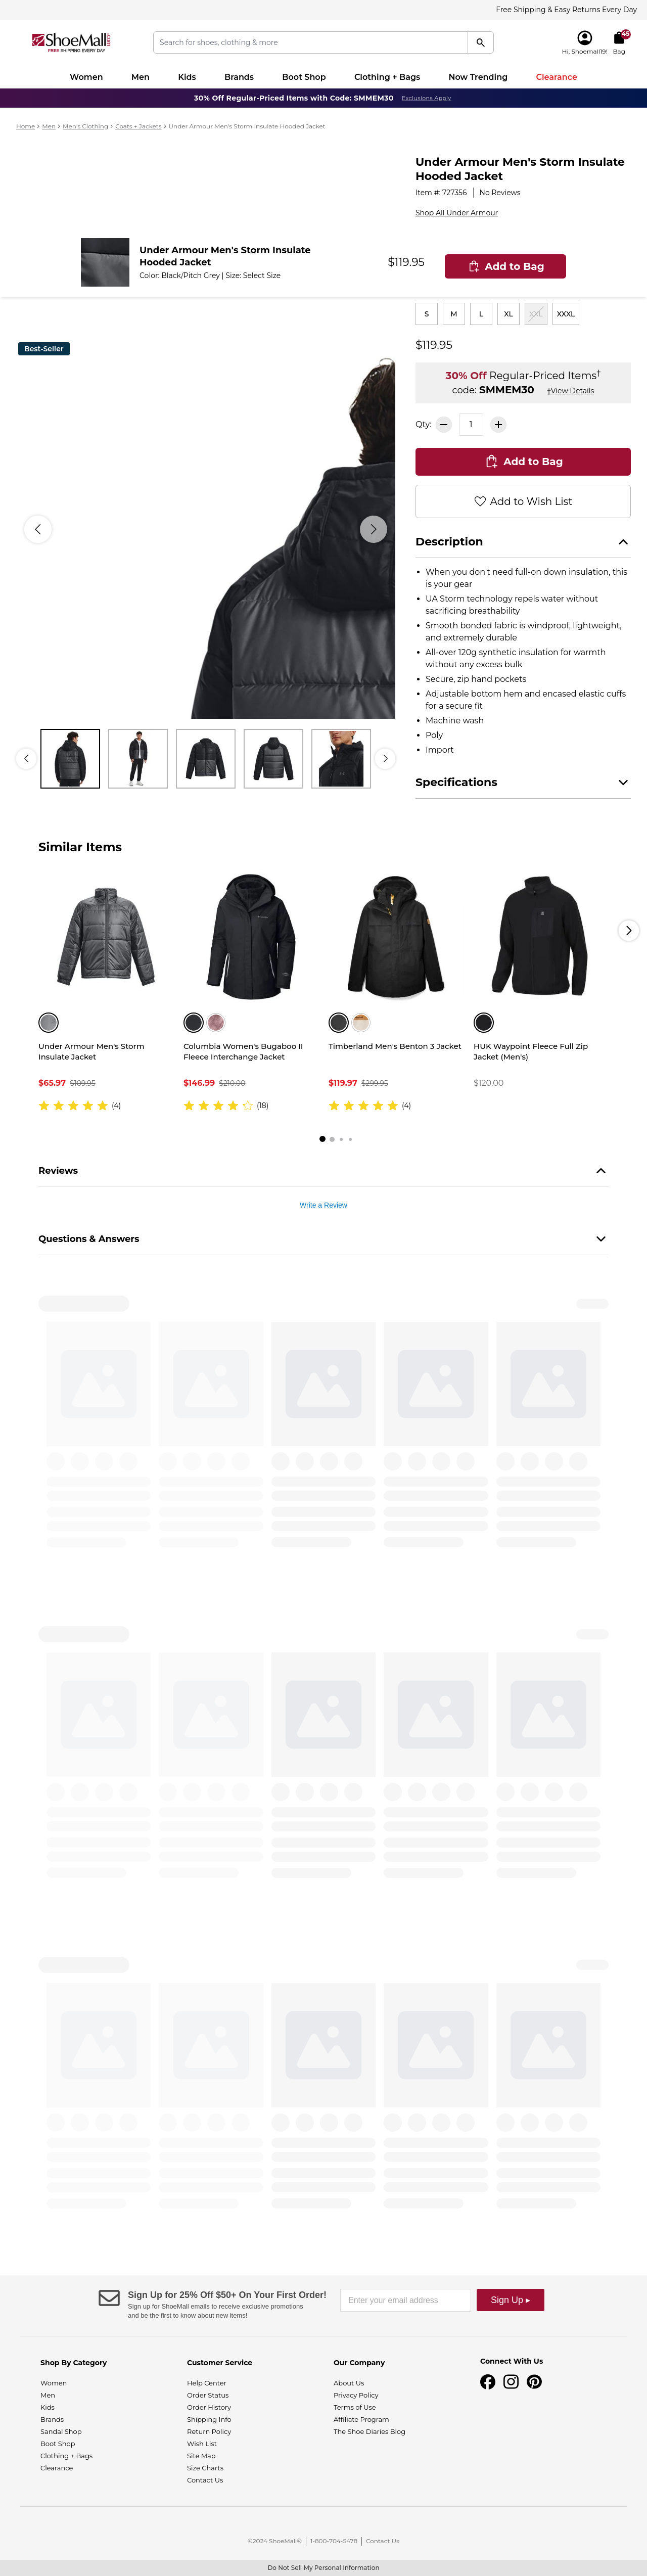 Free Shipping & Easy Returns Every Day
ShoeMall
FREE SHIPPING EVERY DAY
Search for shoes, clothing & more
Hi, Shoemall19!
45
Bag
Women
Men
Kids
Brands
Boot Shop
Clothing + Bags
Now Trending
Clearance
30% Off Regular-Priced Items with Code: SMMEM30 Exclusions Apply
Home > Men > Men's Clothing > Coats + Jackets > Under Armour Men's Storm Insulate Hooded Jacket
Under Armour Men's Storm Insulate
Hooded Jacket
Item #: 727356 | No Reviews
Shop All Under Armour
Under Armour Men's Storm Insulate
Hooded Jacket
Color: Black/Pitch Grey | Size: Select Size
$119.95
Add to Bag
S
M
L
XL
XXL
XXXL
Best-Seller
$119.95
30% Off Regular-Priced Items†
code: SMMEM30 †View Details
Qty:
1
Add to Bag
Add to Wish List
Description
• When you don't need full-on down insulation, this
is your gear
• UA Storm technology repels water without
sacrificing breathability
• Smooth bonded fabric is windproof, lightweight,
and extremely durable
• All-over 120g synthetic insulation for warmth
without any excess bulk
• Secure, zip hand pockets
• Adjustable bottom hem and encased elastic cuffs
for a secure fit
• Machine wash
• Poly
• Import
Specifications
Similar Items
Under Armour Men's Storm
Insulate Jacket
$65.97 $109.95
(4)
Columbia Women's Bugaboo II
Fleece Interchange Jacket
$146.99 $210.00
(18)
Timberland Men's Benton 3 Jacket
$119.97 $299.95
(4)
HUK Waypoint Fleece Full Zip
Jacket (Men's)
$120.00
Reviews
Write a Review
Questions & Answers
Sign Up for 25% Off $50+ On Your First Order!
Sign up for ShoeMall emails to receive exclusive promotions
and be the first to know about new items!
Enter your email address
Sign Up ▸
Shop By Category
Women
Men
Kids
Brands
Sandal Shop
Boot Shop
Clothing + Bags
Clearance
Customer Service
Help Center
Order Status
Order History
Shipping Info
Return Policy
Wish List
Site Map
Size Charts
Contact Us
Our Company
About Us
Privacy Policy
Terms of Use
Affiliate Program
The Shoe Diaries Blog
Connect With Us
©2024 ShoeMall® | 1-800-704-5478 | Contact Us
Do Not Sell My Personal Information